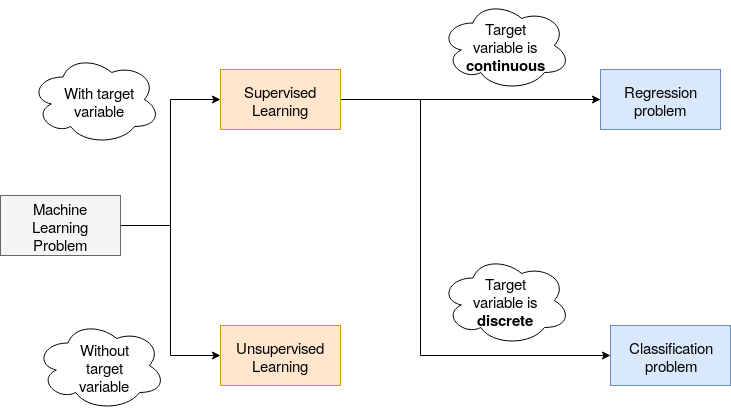 Target
variable is
continuous
With target
variable
Supervised
Learning
Regression
problem
Machine
Learning
Problem
Target
variable is
discrete
Without
target
variable
Unsupervised
Learning
Classification
problem